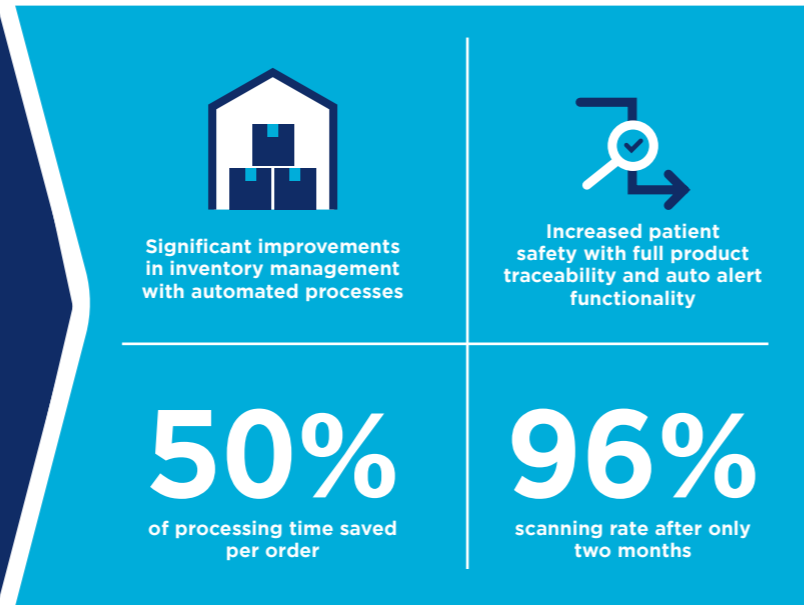 Significant improvements
in inventory management
with automated processes
Increased patient
safety with full product
traceability and auto alert
functionality
50%
of processing time saved
per order
96%
scanning rate after only
two months